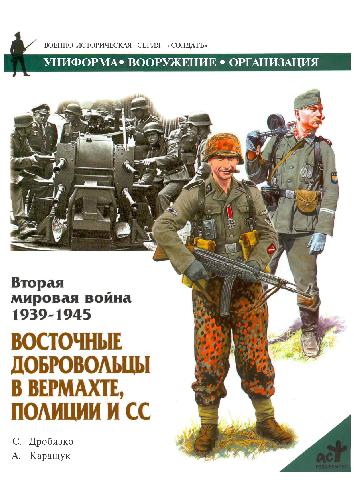 ВОЕННО-ИСТОРИЧЕСКАЯ СЕРИЯ «СОЛДАТЪ»
УНИФОРМА • ВООРУЖЕНИЕ • ОРГАНИЗАЦИЯ
Вторая
мировая война
1939-1945
ВОСТОЧНЫЕ
ДОБРОВОЛЬЦЫ
В ВЕРМАХТЕ,
ПОЛИЦИИ И СС
С. Дробязко
А. Каращук
act